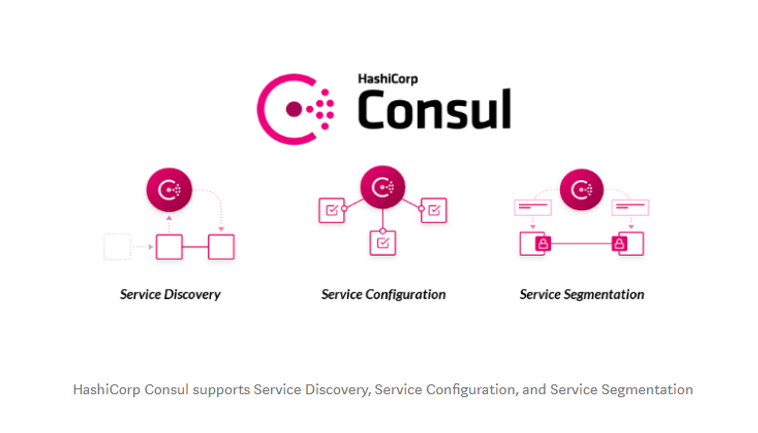 HashiCorp
Consul
Service Discovery
Service Configuration
Service Segmentation
HashiCorp Consul supports Service Discovery, Service Configuration, and Service Segmentation